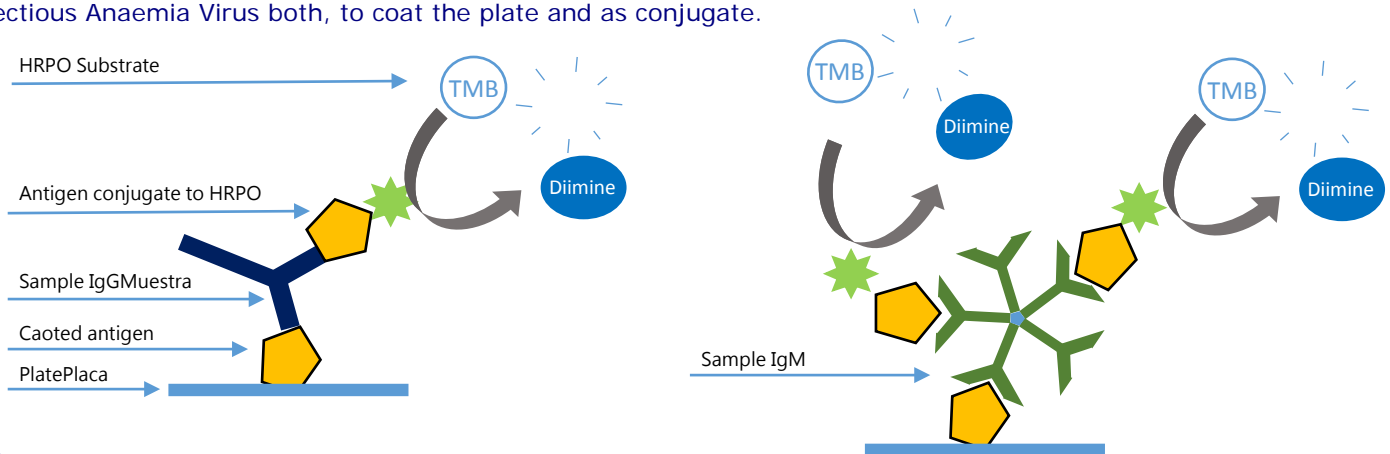 ectious Anaemia Virus both, to coat the plate and as conjugate.
HRPO Substrate
TMB
Diimine
Antigen conjugate to HRPO
Sample IgGMuestra
Caoted antigen
PlatePlaca
TMB
Diimine
TMB
Diimine
Sample IgM